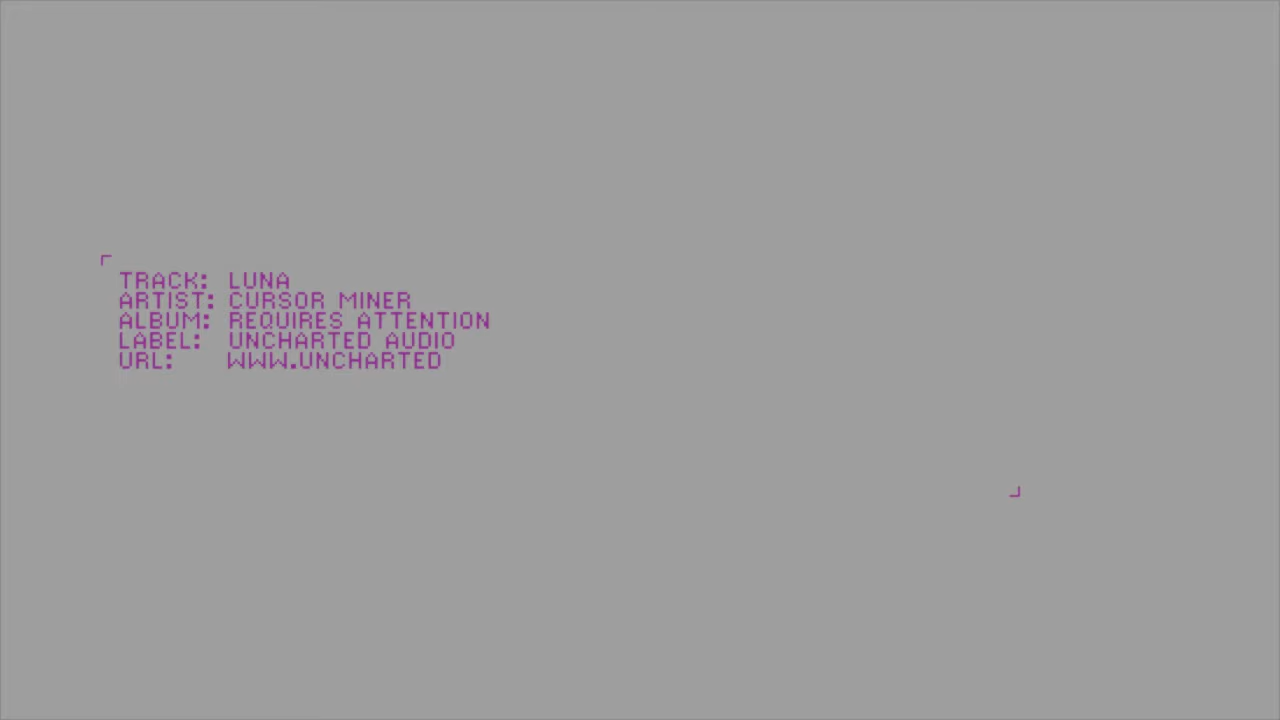 TRACK: LUNA
ARTIST: CURSOR MINER
ALBUM: REQUIRES ATTENTION
LABEL: UNCHARTED AUDIO
URL: WWW.UNCHARTED